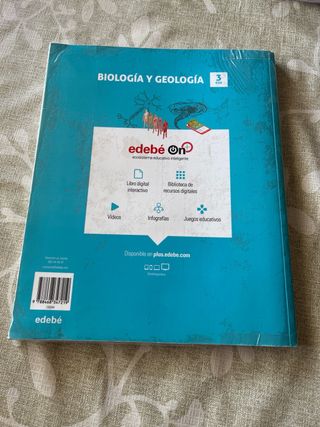 BIOLOGÍA Y GEOLOGÍA 3
ESO
edebé On
ecosistema educativo inteligente
Libro digital interactivo
Biblioteca de recursos digitales
Vídeos
Infografías
Juegos educativos
Disponible en plus.edebe.com
edebé